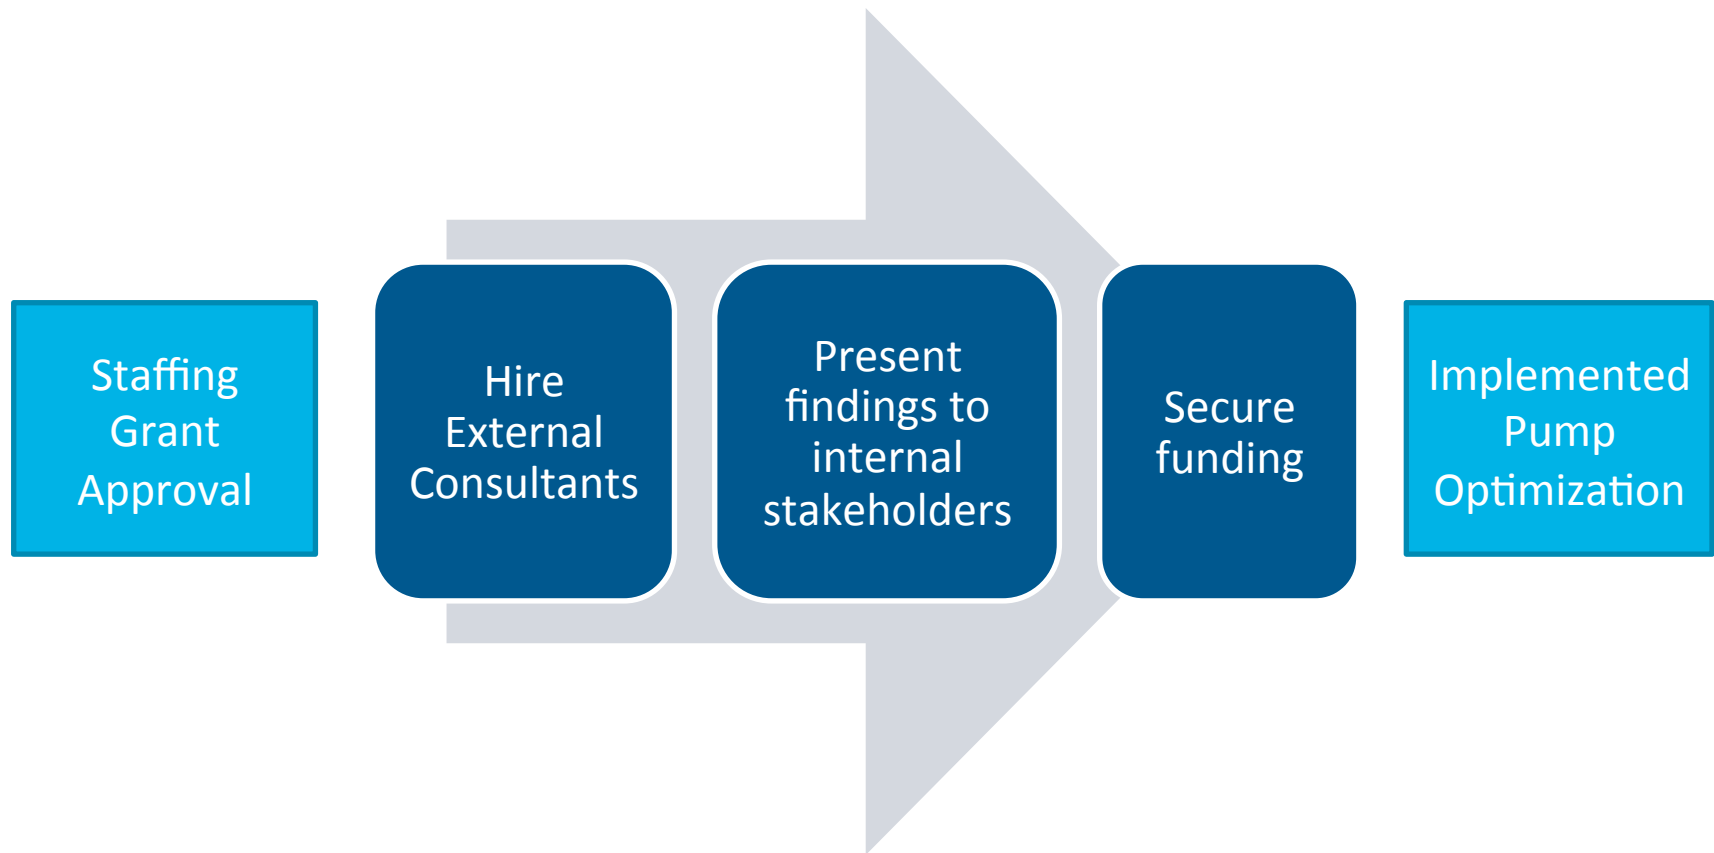 Staffing
Grant
Approval
Hire
External
Consultants
Present
findings to
internal
stakeholders
Secure
funding
Implemented
Pump
Optimization